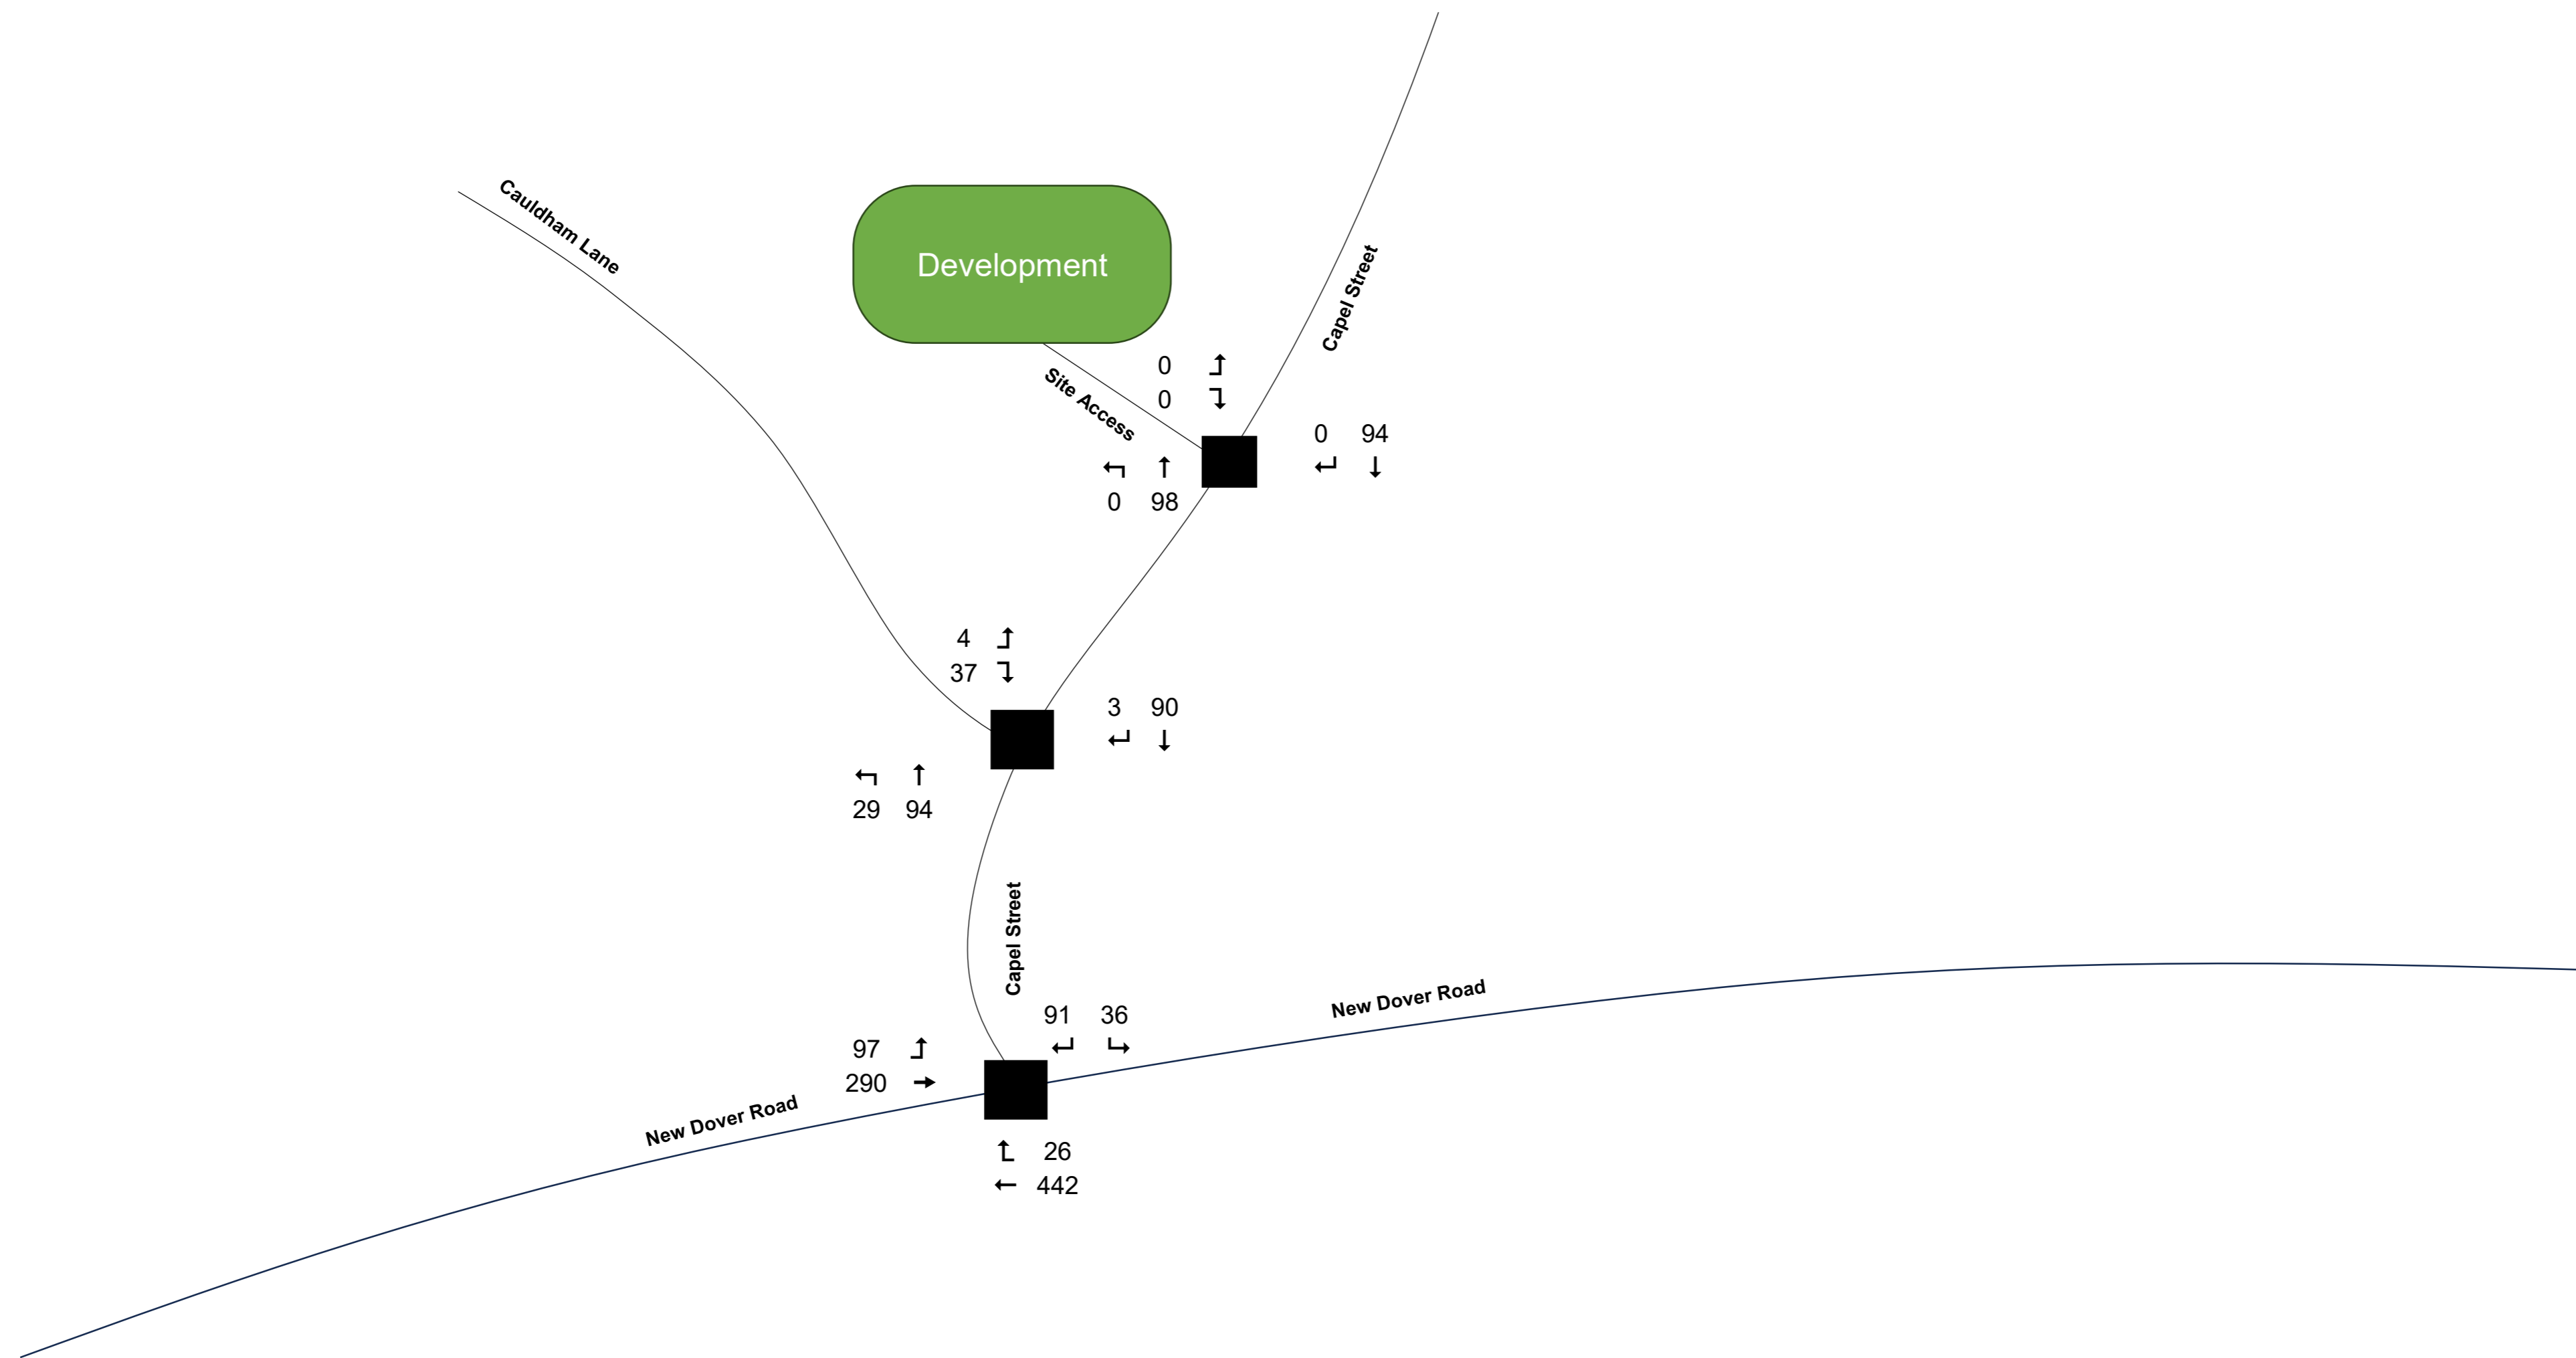 Cauldham Lane
Development
Capel Street
0
0
Site Access
0 94
0 98
4
37
3 90
29 94
Capel Street
New Dover Road
91 36
97
290
New Dover Road
26
442